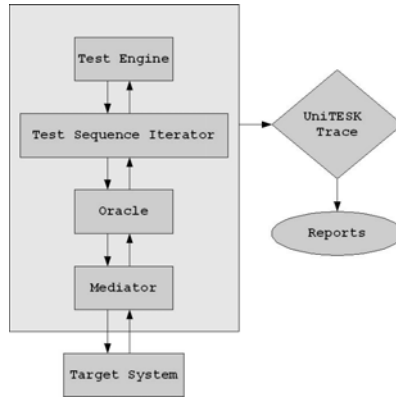 Test Engine
Test Sequence Iterator
UniTESK
Trace
Oracle
Reports
Mediator
Target System